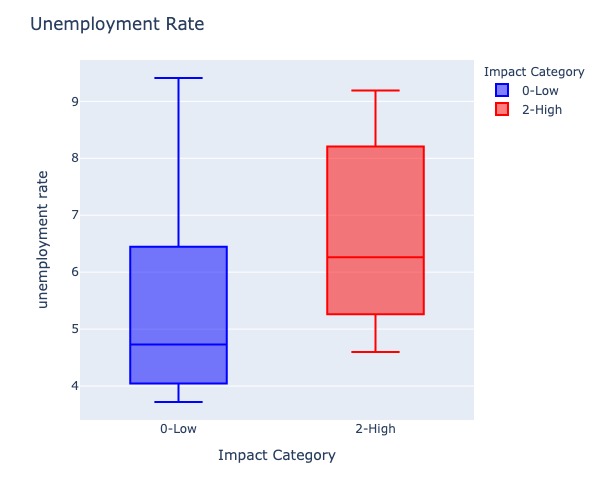 Unemployment Rate
Impact Category
0-Low
2-High
9
8
7
6
5
4
unemployment rate
0-Low
2-High
Impact Category